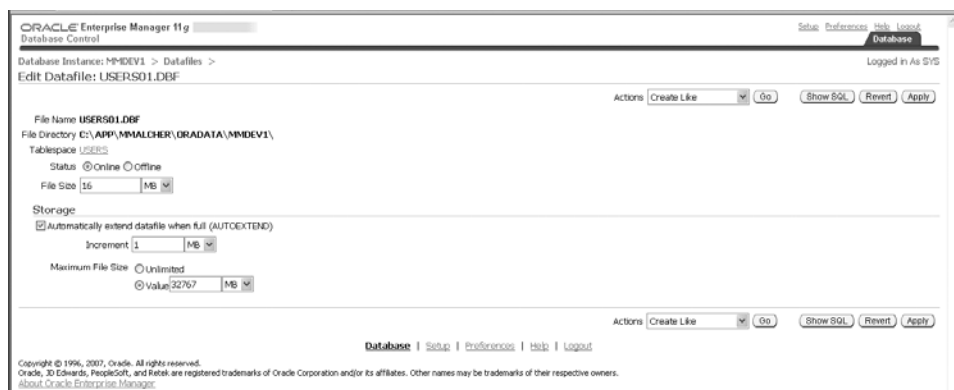 ORACLE Enterprise Manager 11g
Database Control
Setup Preferences Help Logout
Database
Database Instance: MMDEV1 > Datafiles >
Logged in As SYS
Edit Datafile: USERS01.DBF
Actions Create Like Go Show SQL Revert Apply
File Name USERS01.DBF
File Directory C:\APP\MMALCHER\ORADATA\MMDEV1\
Tablespace USERS
Status Online Offline
File Size 16 MB
Storage
Automatically extend datafile when full (AUTOEXTEND)
Increment 1 MB
Maximum File Size Unlimited
Value 32767 MB
Actions Create Like Go Show SQL Revert Apply
Database | Setup | Preferences | Help | Logout
Copyright © 1996, 2007, Oracle. All rights reserved.
Oracle, JD Edwards, PeopleSoft, and Retek are registered trademarks of Oracle Corporation and/or its affiliates. Other names may be trademarks of their respective owners.
About Oracle Enterprise Manager